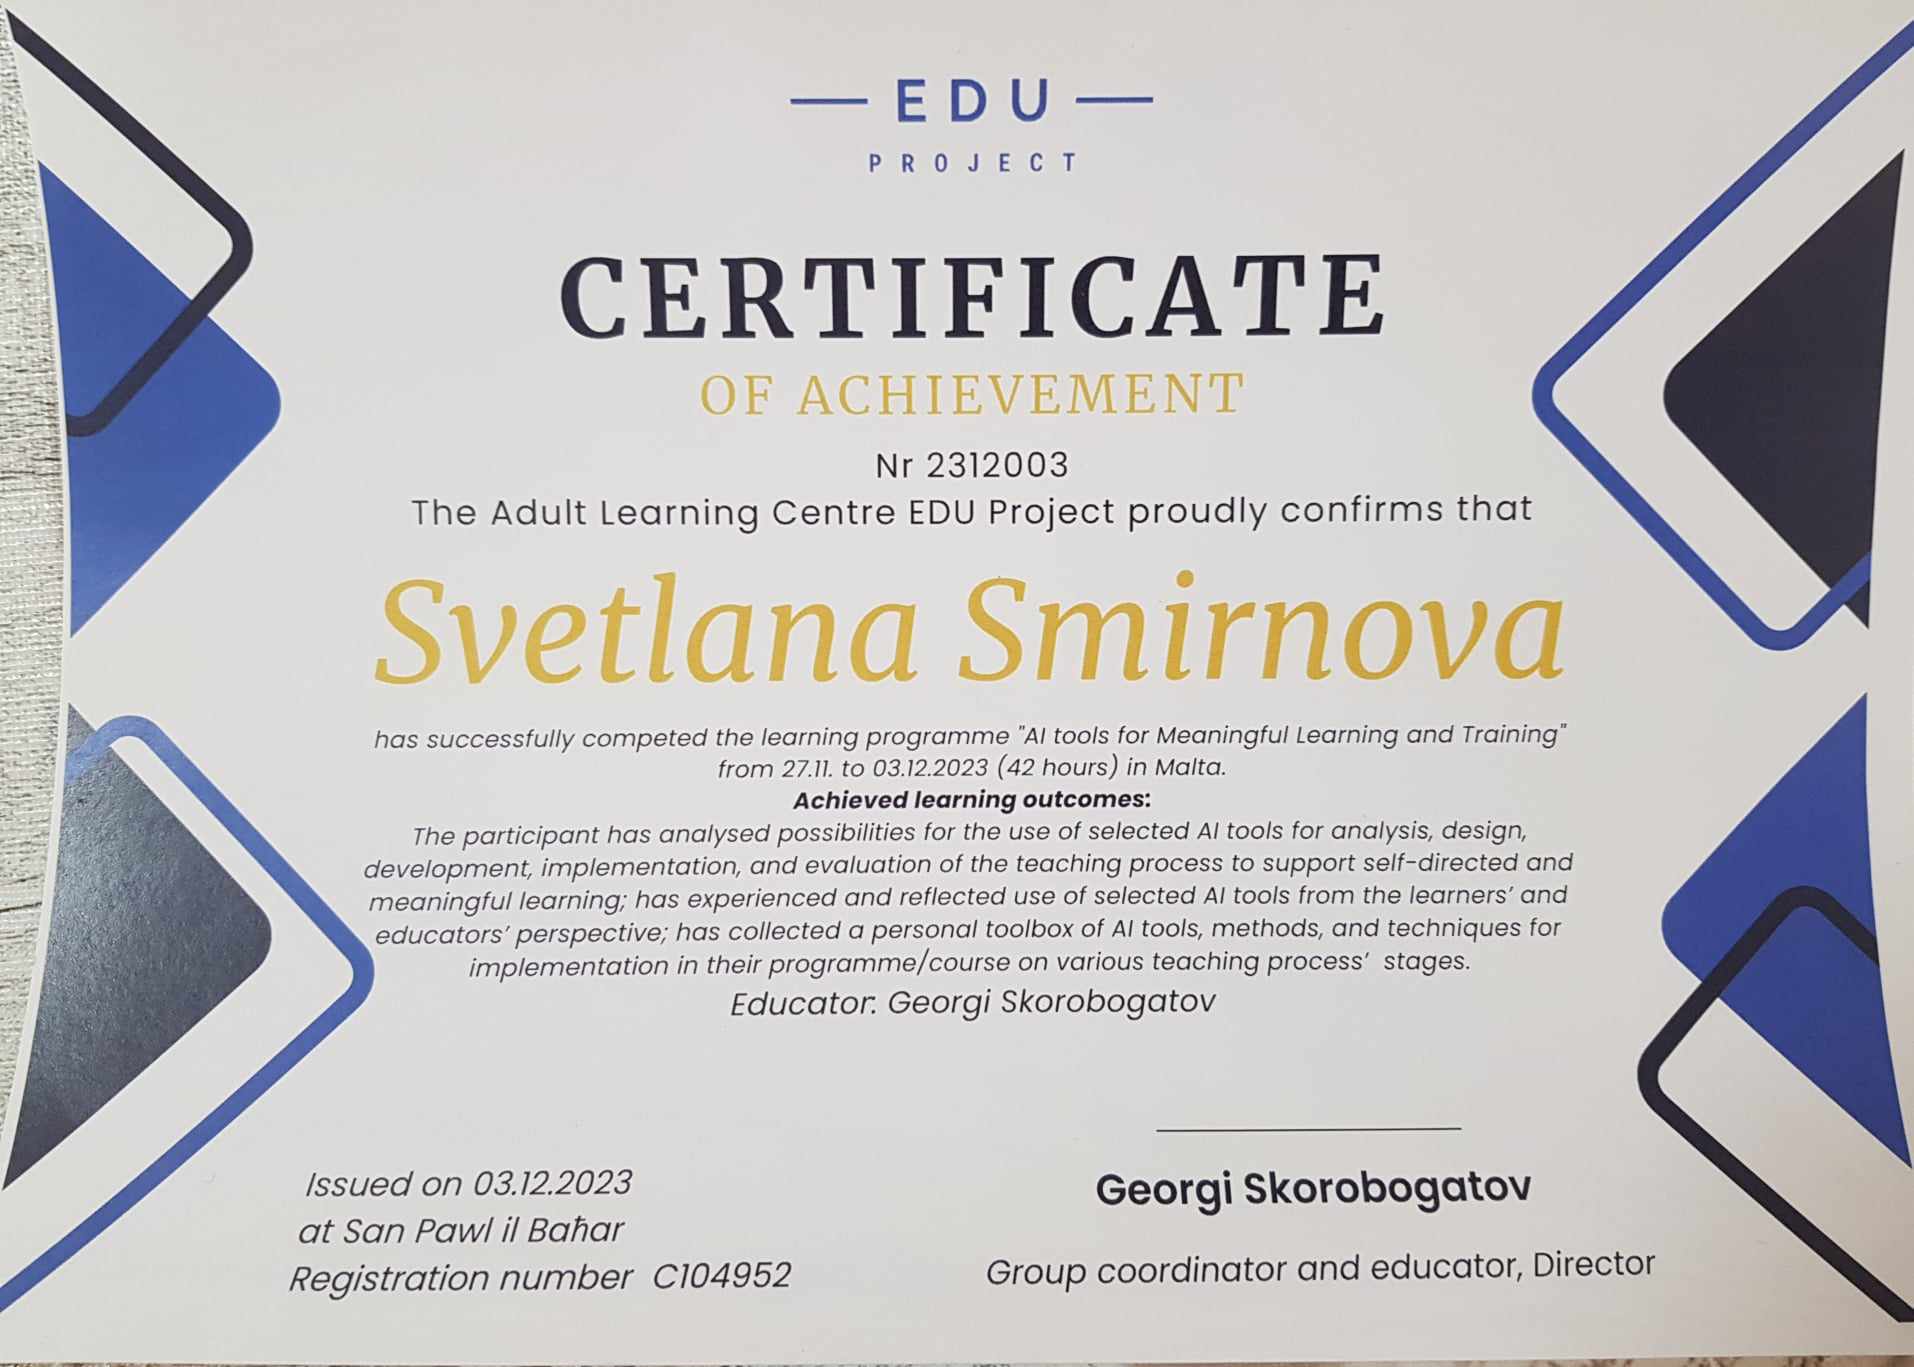 EDU
PROJECT
CERTIFICATE
OF ACHIEVEMENT
Nr 2312003
The Adult Learning Centre EDU Project proudly confirms that
Svetlana Smirnova
has successfully competed the learning programme "AI tools for Meaningful Learning and Training"
from 27.11. to 03.12.2023 (42 hours) in Malta.
Achieved learning outcomes:
The participant has analysed possibilities for the use of selected AI tools for analysis, design,
development, implementation, and evaluation of the teaching process to support self-directed and
meaningful learning; has experienced and reflected use of selected AI tools from the learners’ and
educators’ perspective; has collected a personal toolbox of AI tools, methods, and techniques for
implementation in their programme/course on various teaching process’ stages.
Educator: Georgi Skorobogatov
Issued on 03.12.2023
at San Pawl il Baħar
Registration number C104952
Georgi Skorobogatov
Group coordinator and educator, Director